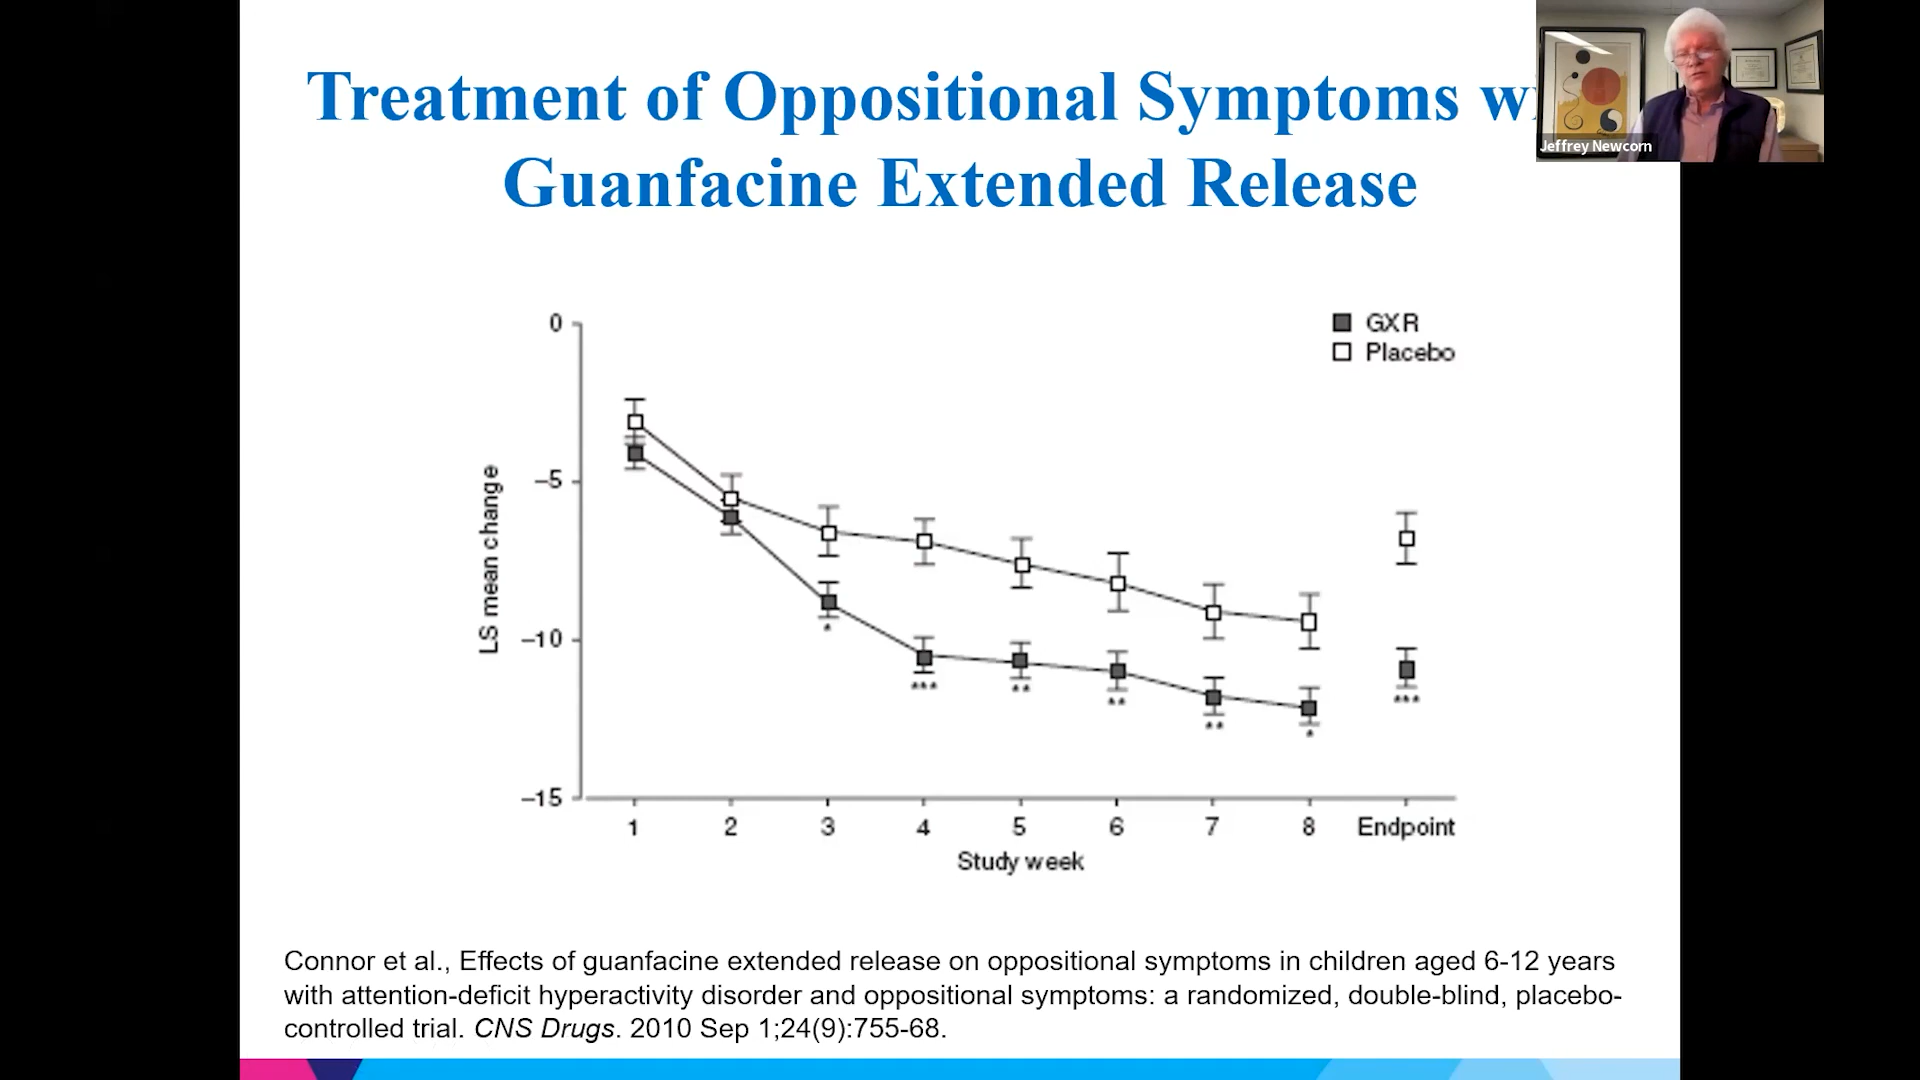 Treatment of Oppositional Symptoms
Guanfacine Extended Release
Jeffrey Newcorn
GXR
Placebo
0
–5
–10
–15
LS mean change
*
***
**
**
**
*
***
1 2 3 4 5 6 7 8 Endpoint
Study week
Connor et al., Effects of guanfacine extended release on oppositional symptoms in children aged 6-12 years
with attention-deficit hyperactivity disorder and oppositional symptoms: a randomized, double-blind, placebo-
controlled trial. CNS Drugs. 2010 Sep 1;24(9):755-68.